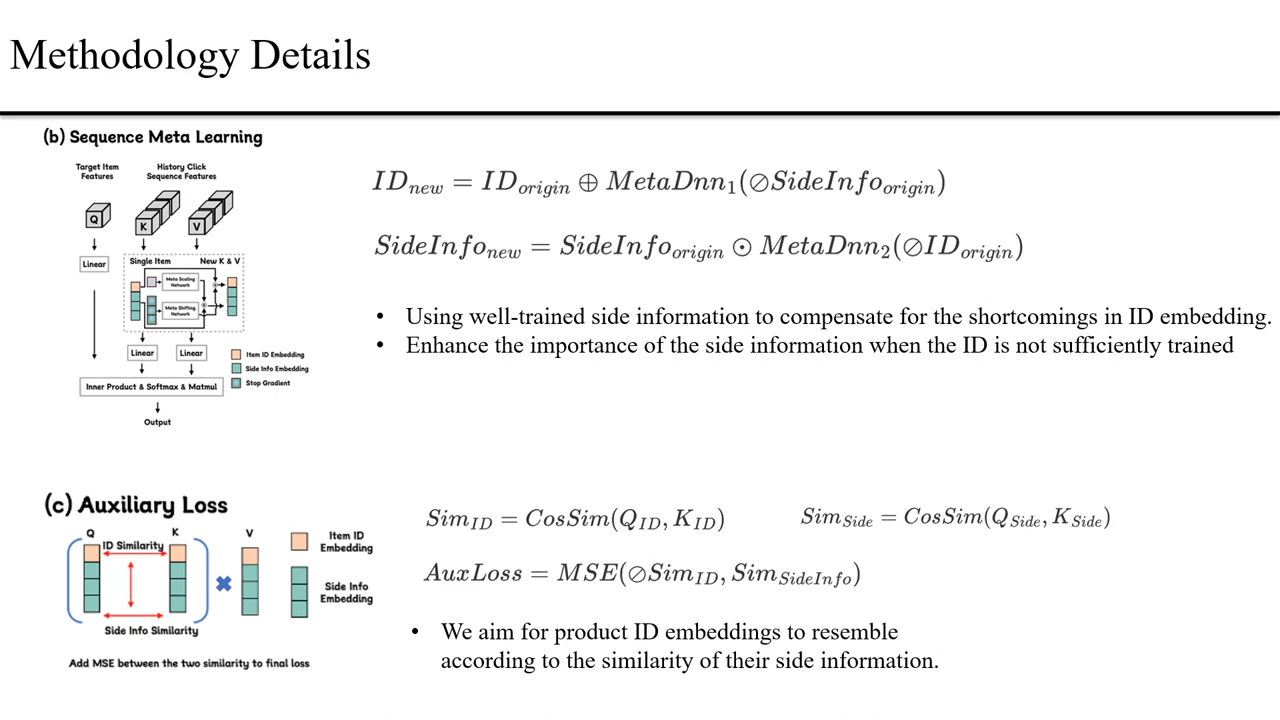 Methodology Details
(b) Sequence Meta Learning
Target Item
Features
History Click
Sequence Features
Q
K
V
Linear
Single Item
New K & V
Meta Scaling
Network
Meta Shifting
Network
Linear
Linear
Item ID Embedding
Side Info Embedding
Stop Gradient
Inner Product & Softmax & Matmul
Output
ID_new = ID_origin ⊕ MetaDnn_1(⊘SideInfo_origin)
SideInfo_new = SideInfo_origin ⊙ MetaDnn_2(⊘ID_origin)
• Using well-trained side information to compensate for the shortcomings in ID embedding.
• Enhance the importance of the side information when the ID is not sufficiently trained
(c) Auxiliary Loss
Q
K
V
ID Similarity
Item ID
Embedding
Side Info
Embedding
Side Info Similarity
Add MSE between the two similarity to final loss
Sim_ID = CosSim(Q_ID, K_ID)
Sim_Side = CosSim(Q_Side, K_Side)
AuxLoss = MSE(⊘Sim_ID, Sim_SideInfo)
• We aim for product ID embeddings to resemble
according to the similarity of their side information.